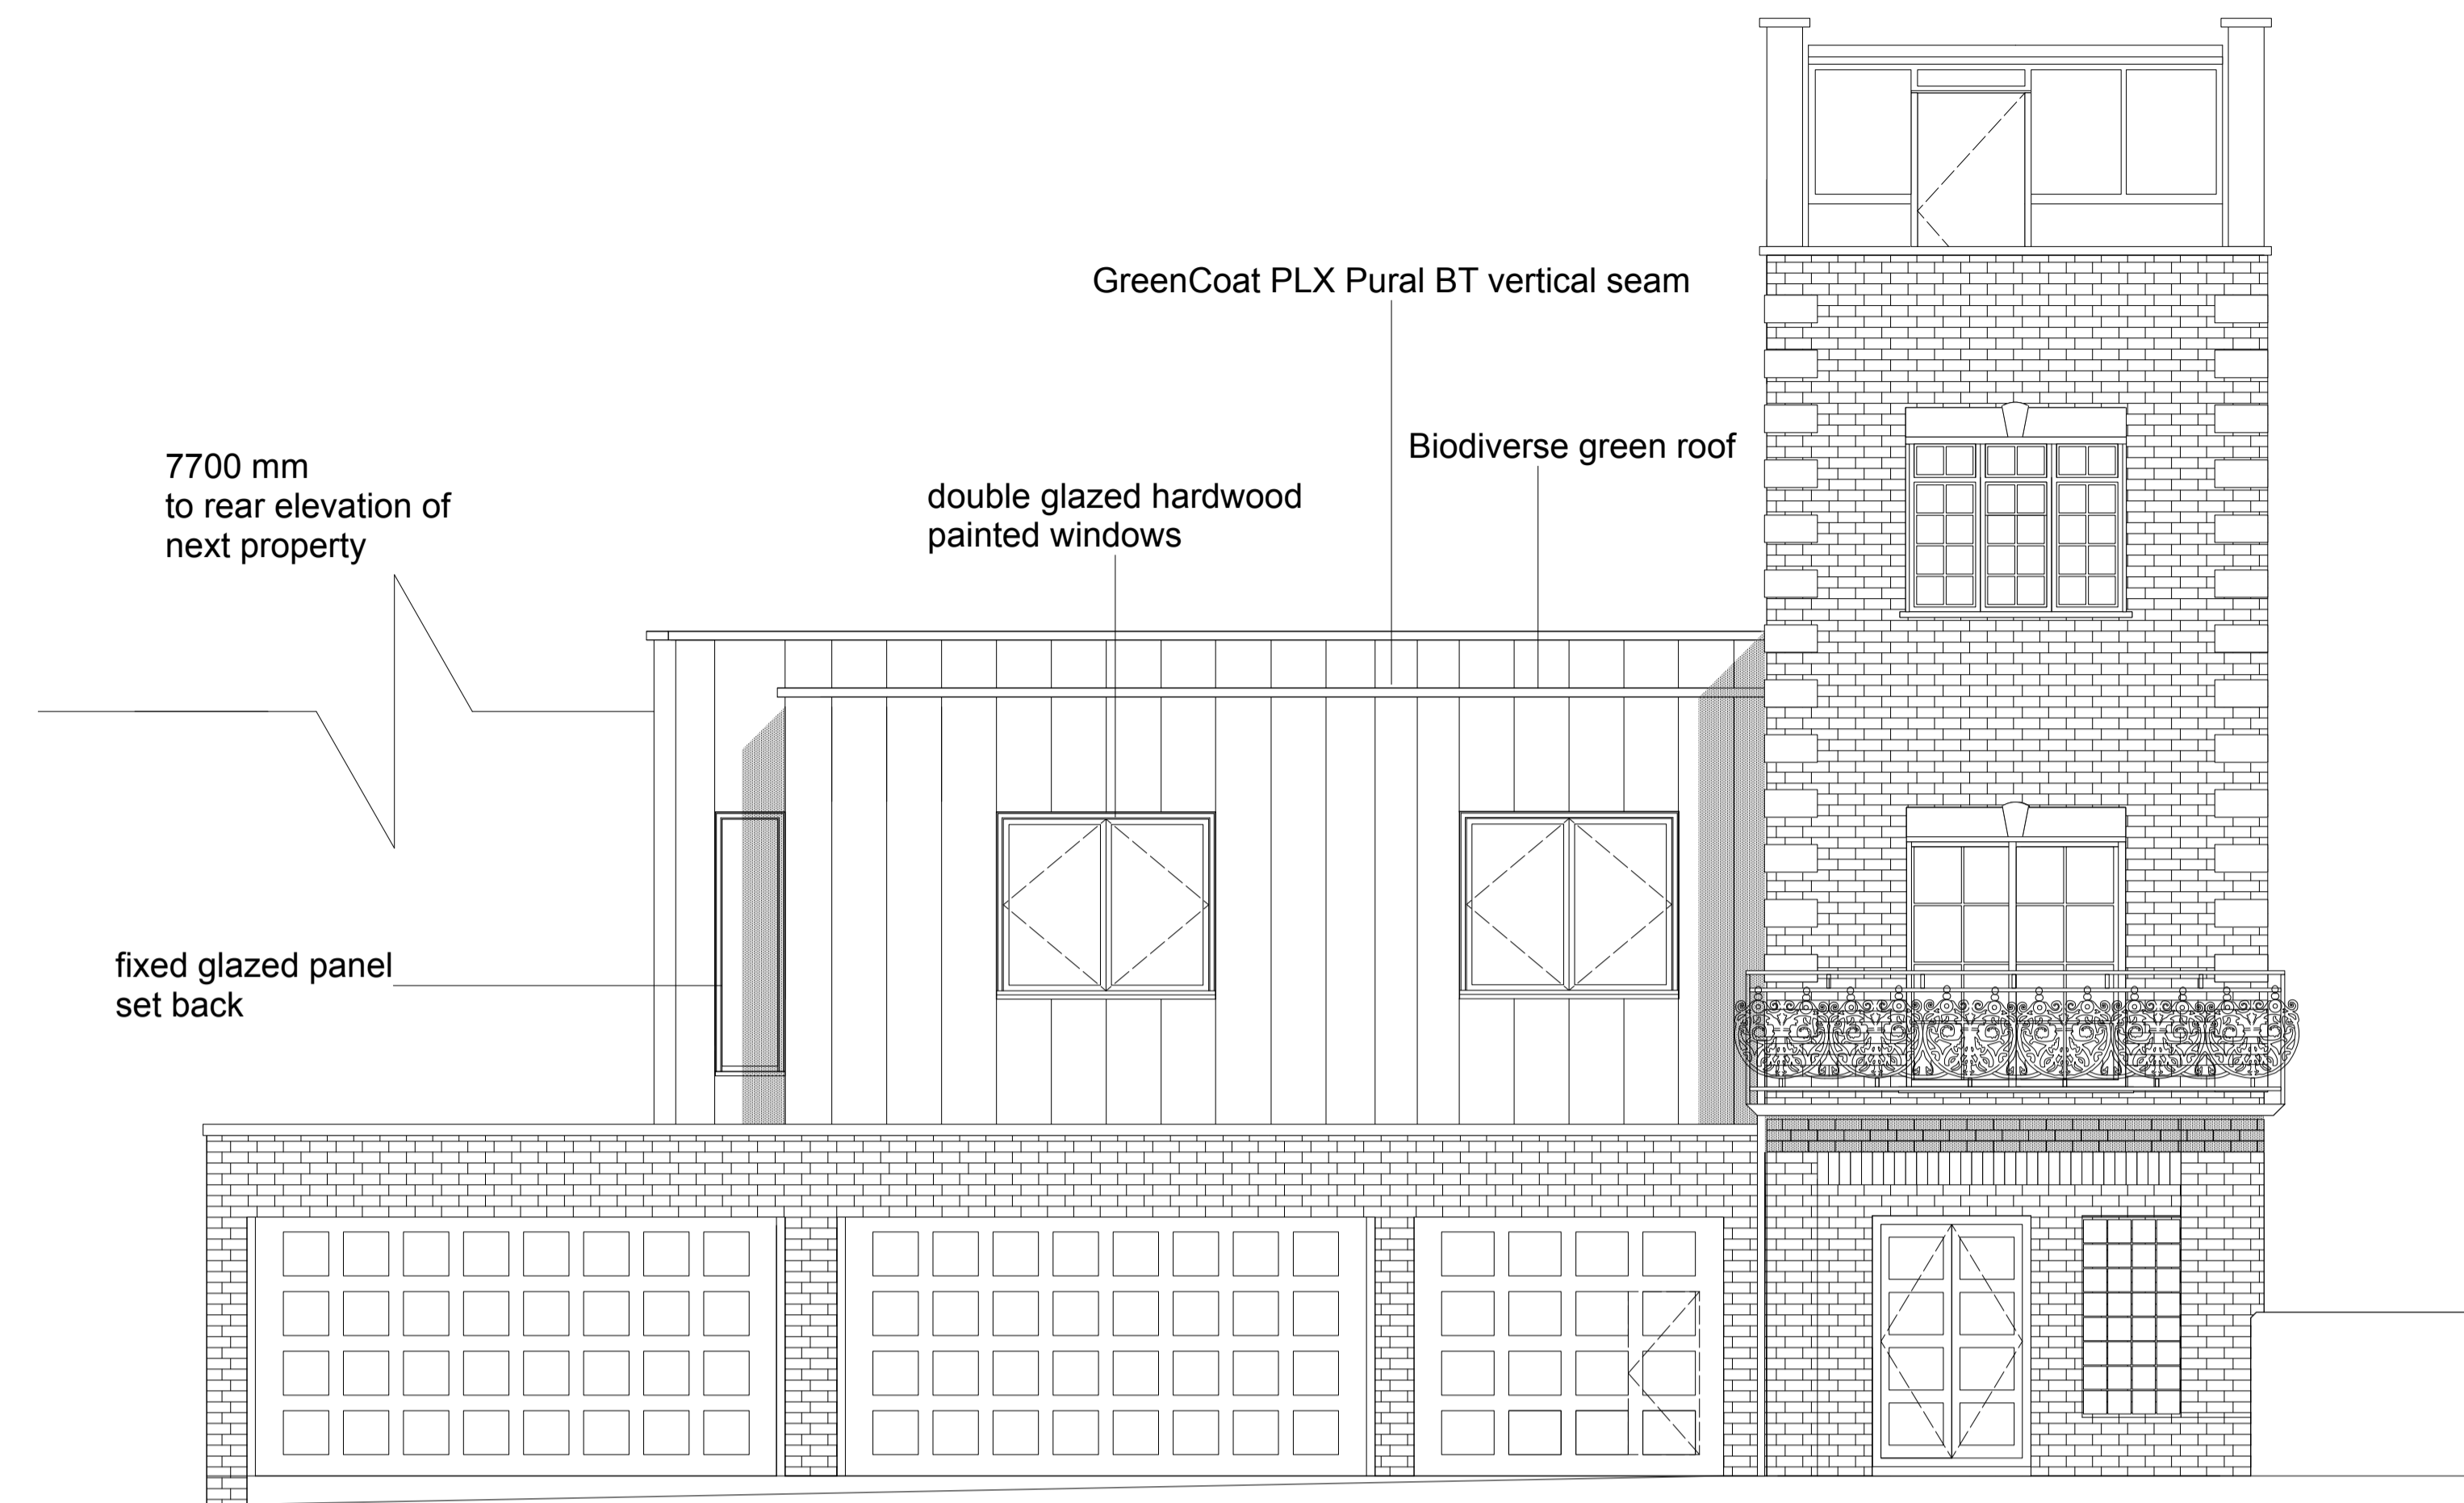 GreenCoat PLX Pural BT vertical seam
Biodiverse green roof
7700 mm
to rear elevation of
next property
double glazed hardwood
painted windows
fixed glazed panel
set back